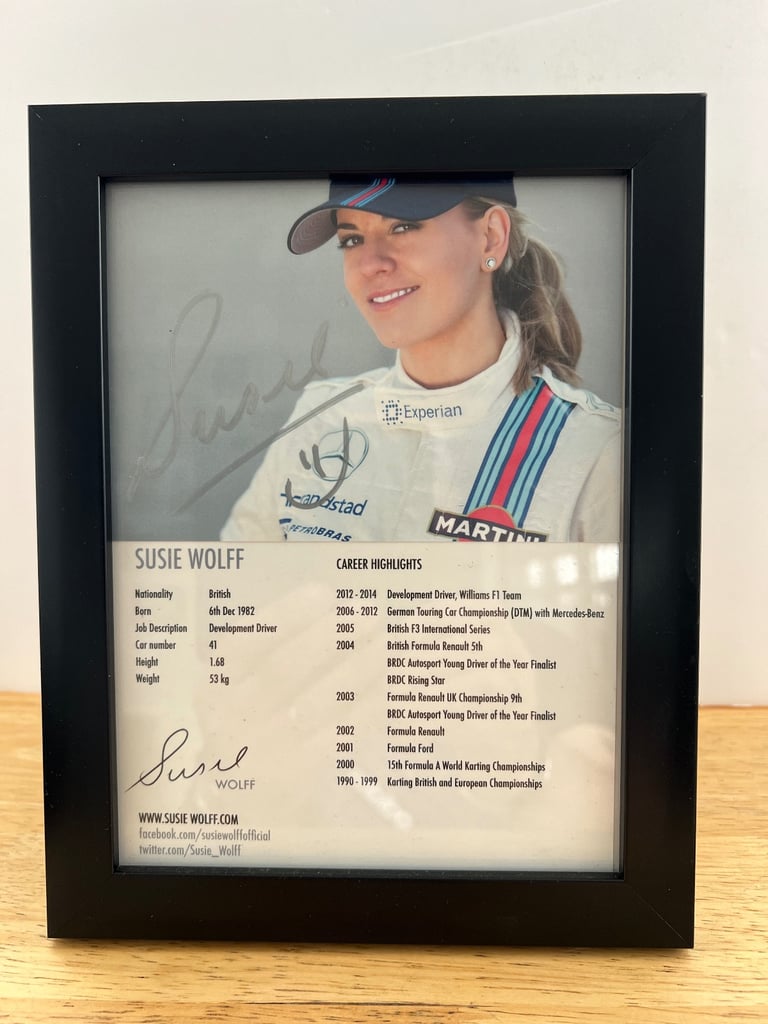 Susie
Experian
randstad
PETROBRAS
MARTINI
SUSIE WOLFF
Nationality British
Born 6th Dec 1982
Job Description Development Driver
Car number 41
Height 1.68
Weight 53 kg
Susie
WOLFF
WWW.SUSIE WOLFF.COM
facebook.com/susiewolffofficial
twitter.com/Susie_Wolff
CAREER HIGHLIGHTS
2012 - 2014 Development Driver, Williams F1 Team
2006 - 2012 German Touring Car Championship (DTM) with Mercedes-Benz
2005 British F3 International Series
2004 British Formula Renault 5th
BRDC Autosport Young Driver of the Year Finalist
BRDC Rising Star
2003 Formula Renault UK Championship 9th
BRDC Autosport Young Driver of the Year Finalist
2002 Formula Renault
2001 Formula Ford
2000 15th Formula A World Karting Championships
1990 - 1999 Karting British and European Championships